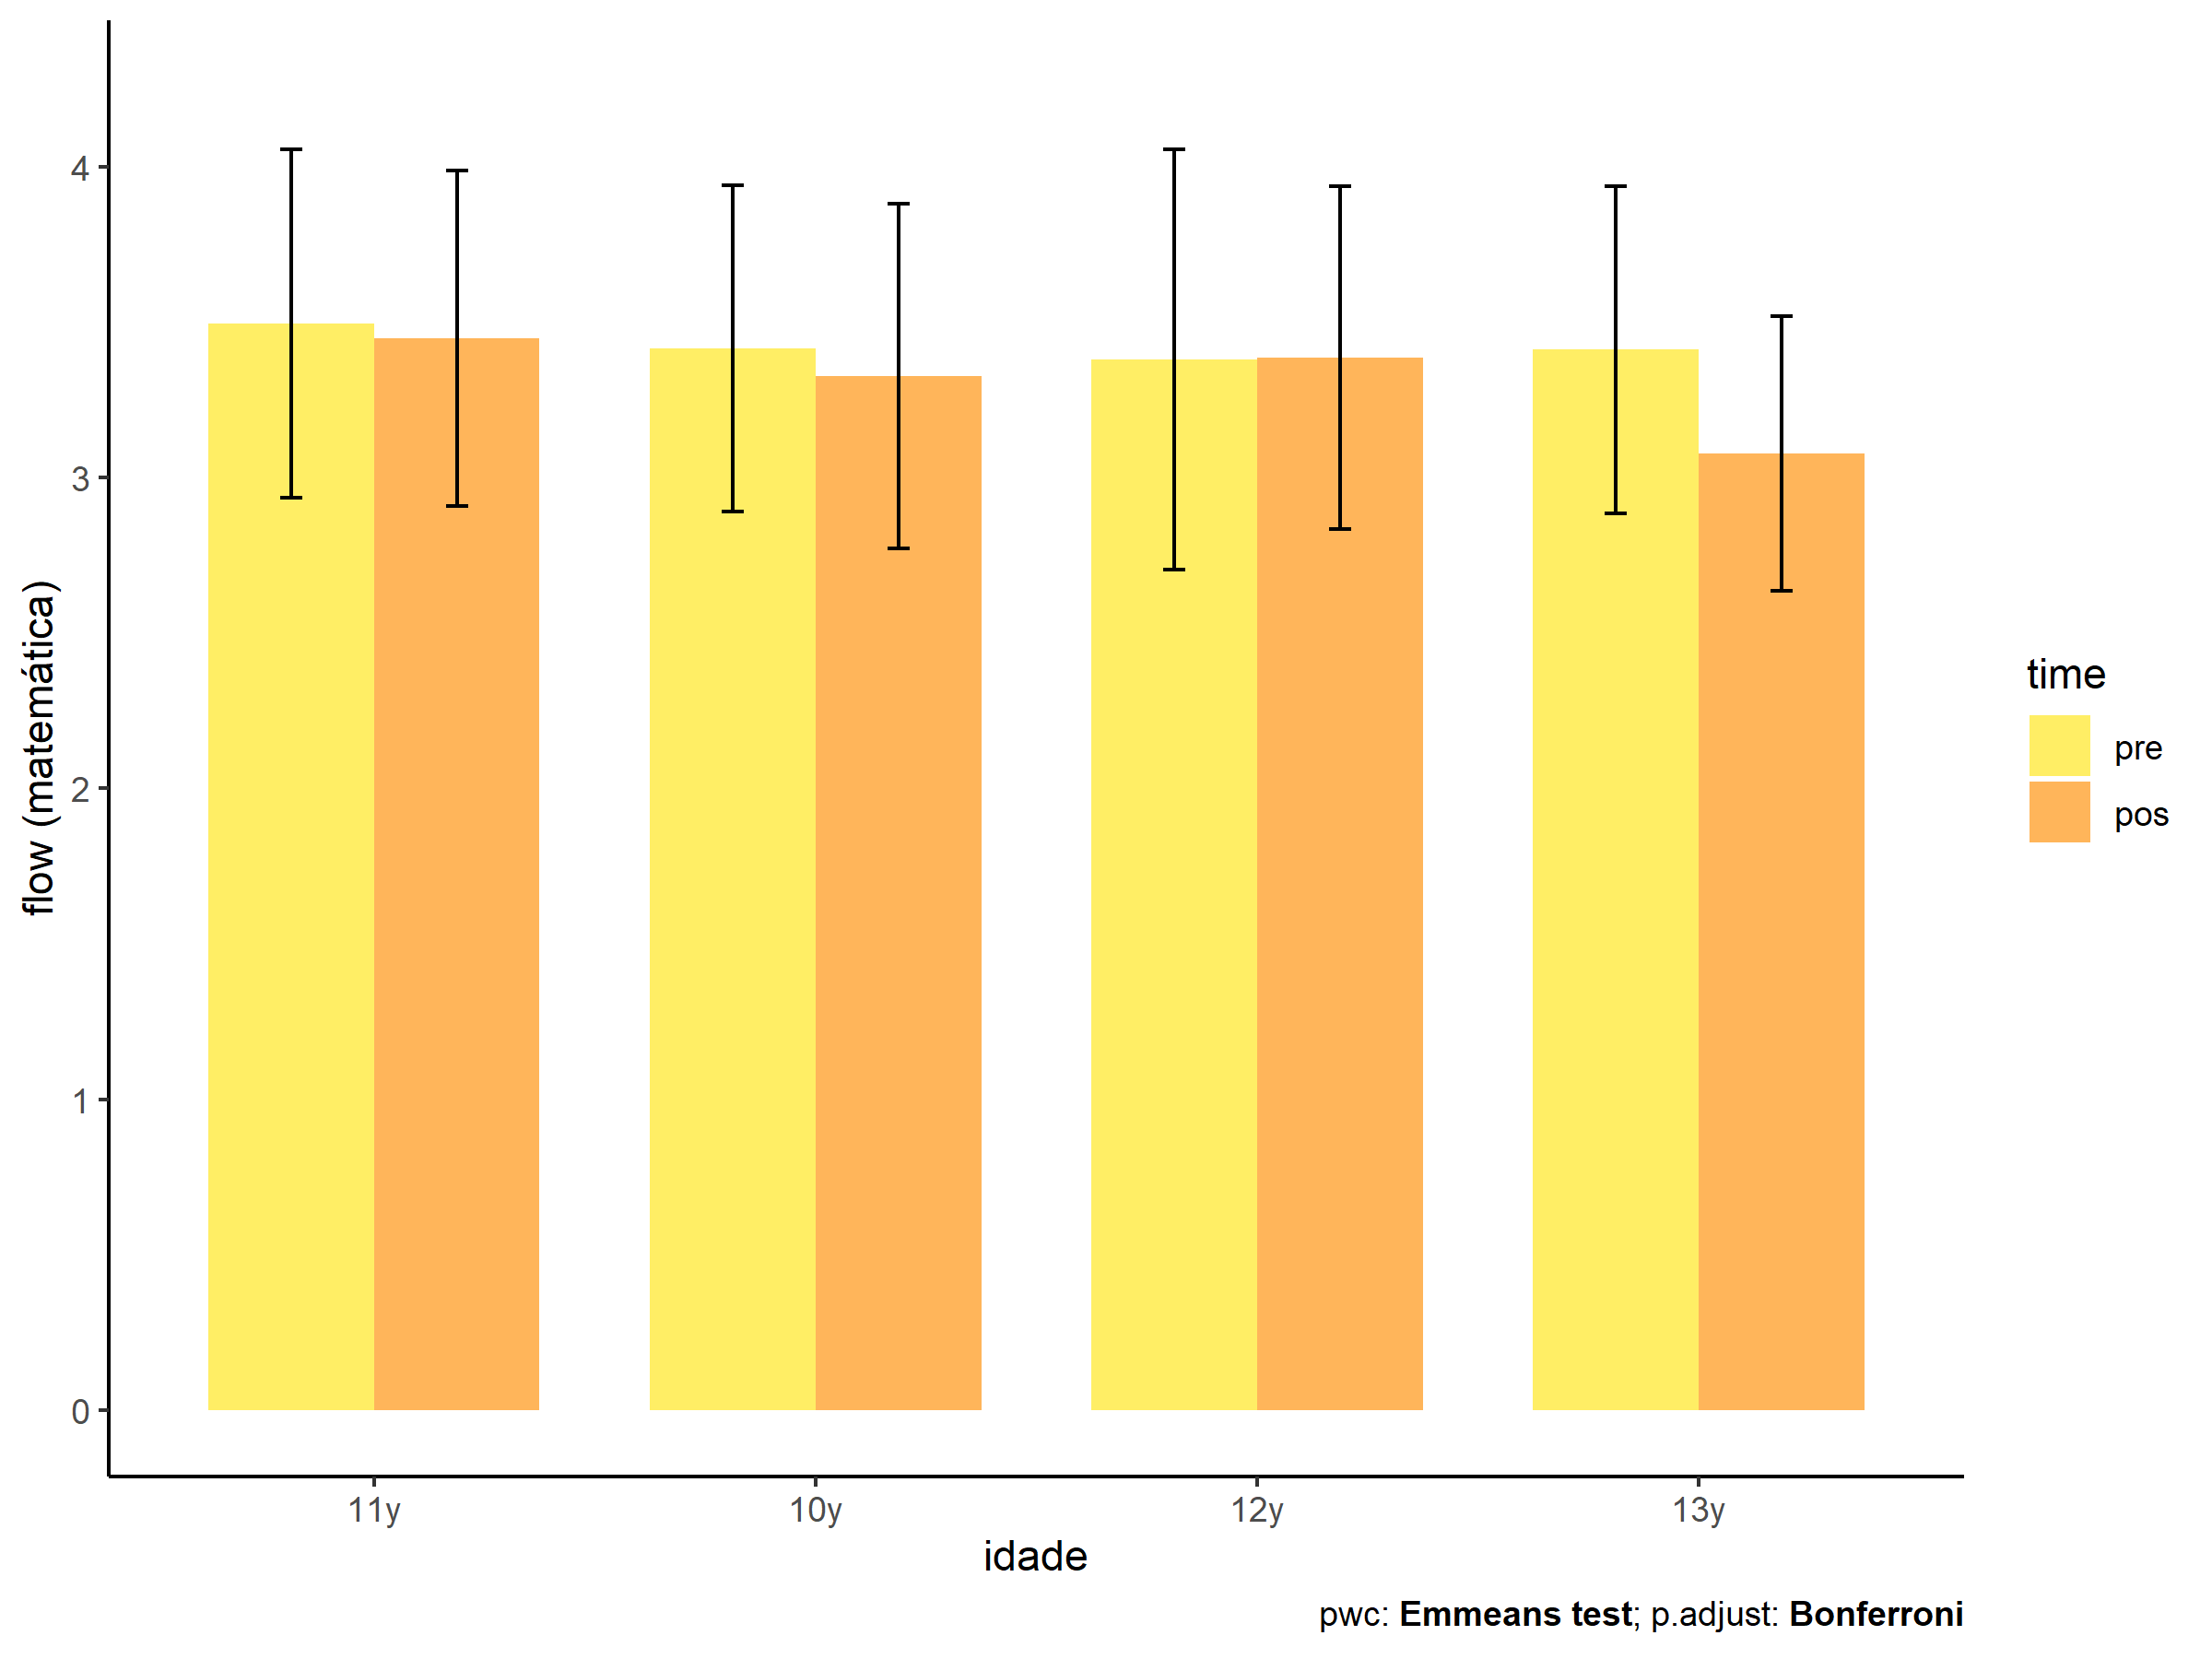 flow (matemática)
4
3
2
1
0
11y 10y 12y 13y
idade
time
pre
pos
pwc: Emmeans test; p.adjust: Bonferroni